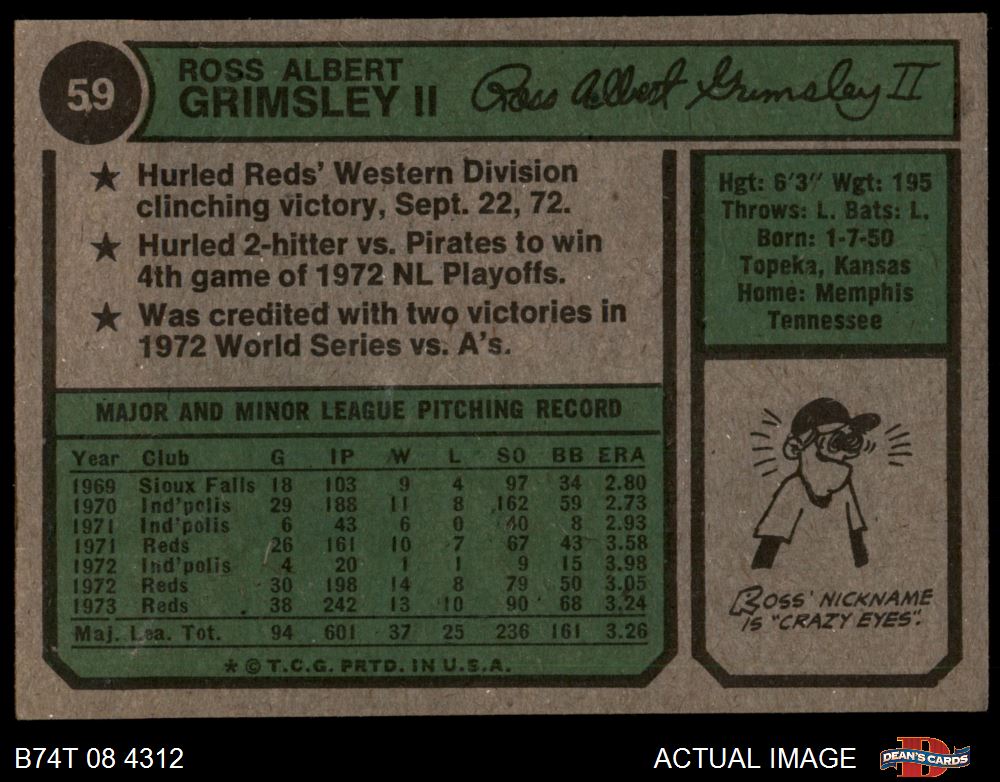 59
ROSS ALBERT
GRIMSLEY II
Ross Albert Grimsley II
★ Hurled Reds' Western Division
clinching victory, Sept. 22, 72.
★ Hurled 2-hitter vs. Pirates to win
4th game of 1972 NL Playoffs.
★ Was credited with two victories in
1972 World Series vs. A's.
Hgt: 6'3" Wgt: 195
Throws: L. Bats: L.
Born: 1-7-50
Topeka, Kansas
Home: Memphis
Tennessee
MAJOR AND MINOR LEAGUE PITCHING RECORD
Year Club G IP W L SO BB ERA
1969 Sioux Falls 18 103 9 4 97 34 2.80
1970 Ind'polis 29 188 11 8 162 59 2.73
1971 Ind'polis 6 43 6 0 40 8 2.93
1971 Reds 26 161 10 7 67 43 3.58
1972 Ind'polis 4 20 1 1 9 15 3.98
1972 Reds 30 198 14 8 79 50 3.05
1973 Reds 38 242 13 10 90 68 3.24
Maj. Lea. Tot. 94 601 37 25 236 161 3.26
* © T.C.G. PRTD. IN U.S.A.
ROSS' NICKNAME
IS "CRAZY EYES".
B74T 08 4312
ACTUAL IMAGE
DEAN'S CARDS